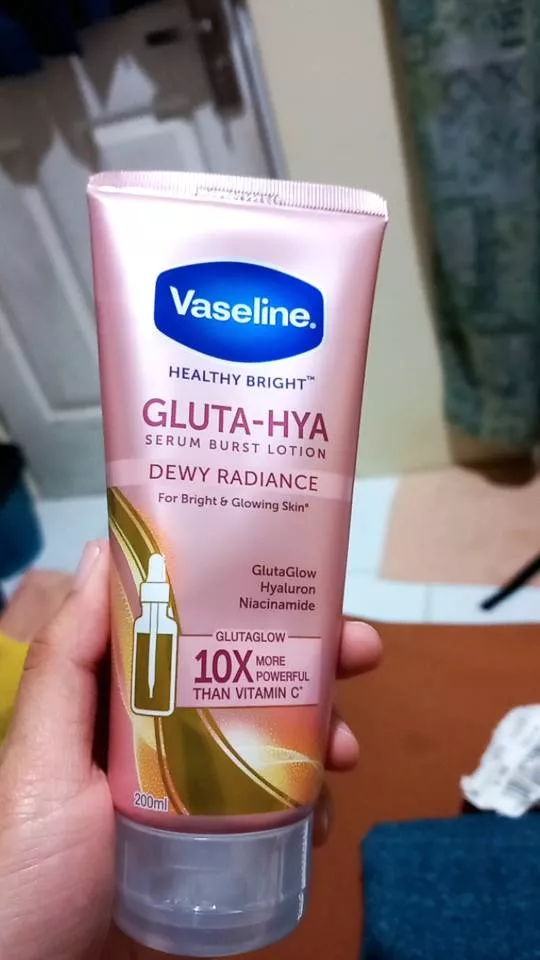 Vaseline.
HEALTHY BRIGHT™
GLUTA-HYA
SERUM BURST LOTION
DEWY RADIANCE
For Bright & Glowing Skin*
GlutaGlow
Hyaluron
Niacinamide
GLUTAGLOW
10X MORE POWERFUL
THAN VITAMIN C*
200ml